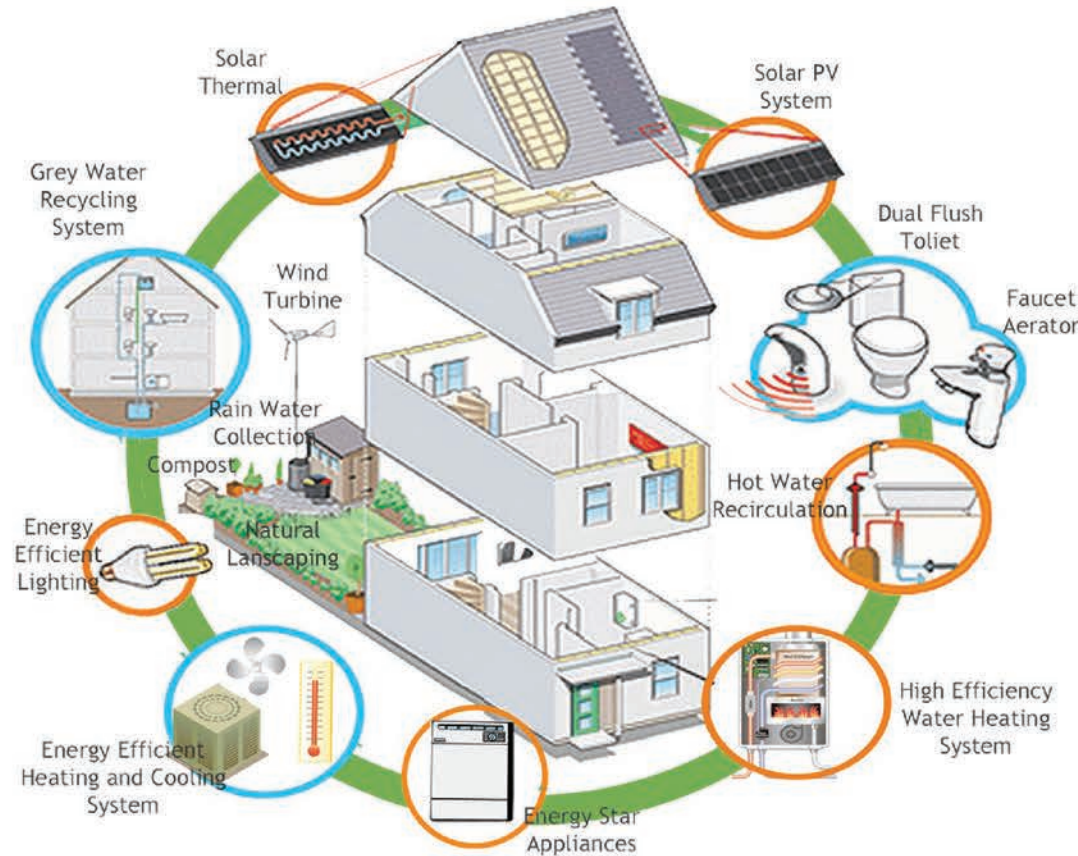 Solar
Thermal
Solar PV
System
Grey Water
Recycling
System
Dual Flush
Toliet
Wind
Turbine
Faucet
Aerator
Rain Water
Collection
Compost
Hot Water
Recirculation
Energy
Efficient
Lighting
Natural
Lanscaping
High Efficiency
Water Heating
System
Energy Efficient
Heating and Cooling
System
Energy Star
Appliances